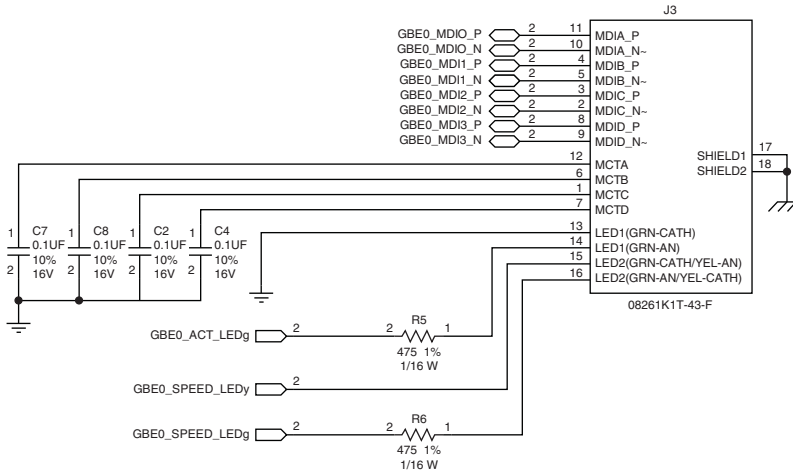 J3
GBE0_MDIO_P 2 11 MDIA_P
GBE0_MDIO_N 2 10 MDIA_N~
GBE0_MDI1_P 2 4 MDIB_P
GBE0_MDI1_N 2 5 MDIB_N~
GBE0_MDI2_P 2 3 MDIC_P
GBE0_MDI2_N 2 2 MDIC_N~
GBE0_MDI3_P 2 8 MDID_P
GBE0_MDI3_N 2 9 MDID_N~
SHIELD1 17
SHIELD2 18
12 MCTA
6 MCTB
1 MCTC
7 MCTD
13 LED1(GRN-CATH)
14 LED1(GRN-AN)
15 LED2(GRN-CATH/YEL-AN)
16 LED2(GRN-AN/YEL-CATH)
08261K1T-43-F
1 C7 1 C8 1 C2 1 C4
0.1UF 0.1UF 0.1UF 0.1UF
2 10% 2 10% 2 10% 2 10%
16V 16V 16V 16V
R5
GBE0_ACT_LEDg 2 2 1
475 1%
1/16 W
GBE0_SPEED_LEDy 2
R6
GBE0_SPEED_LEDg 2 2 1
475 1%
1/16 W